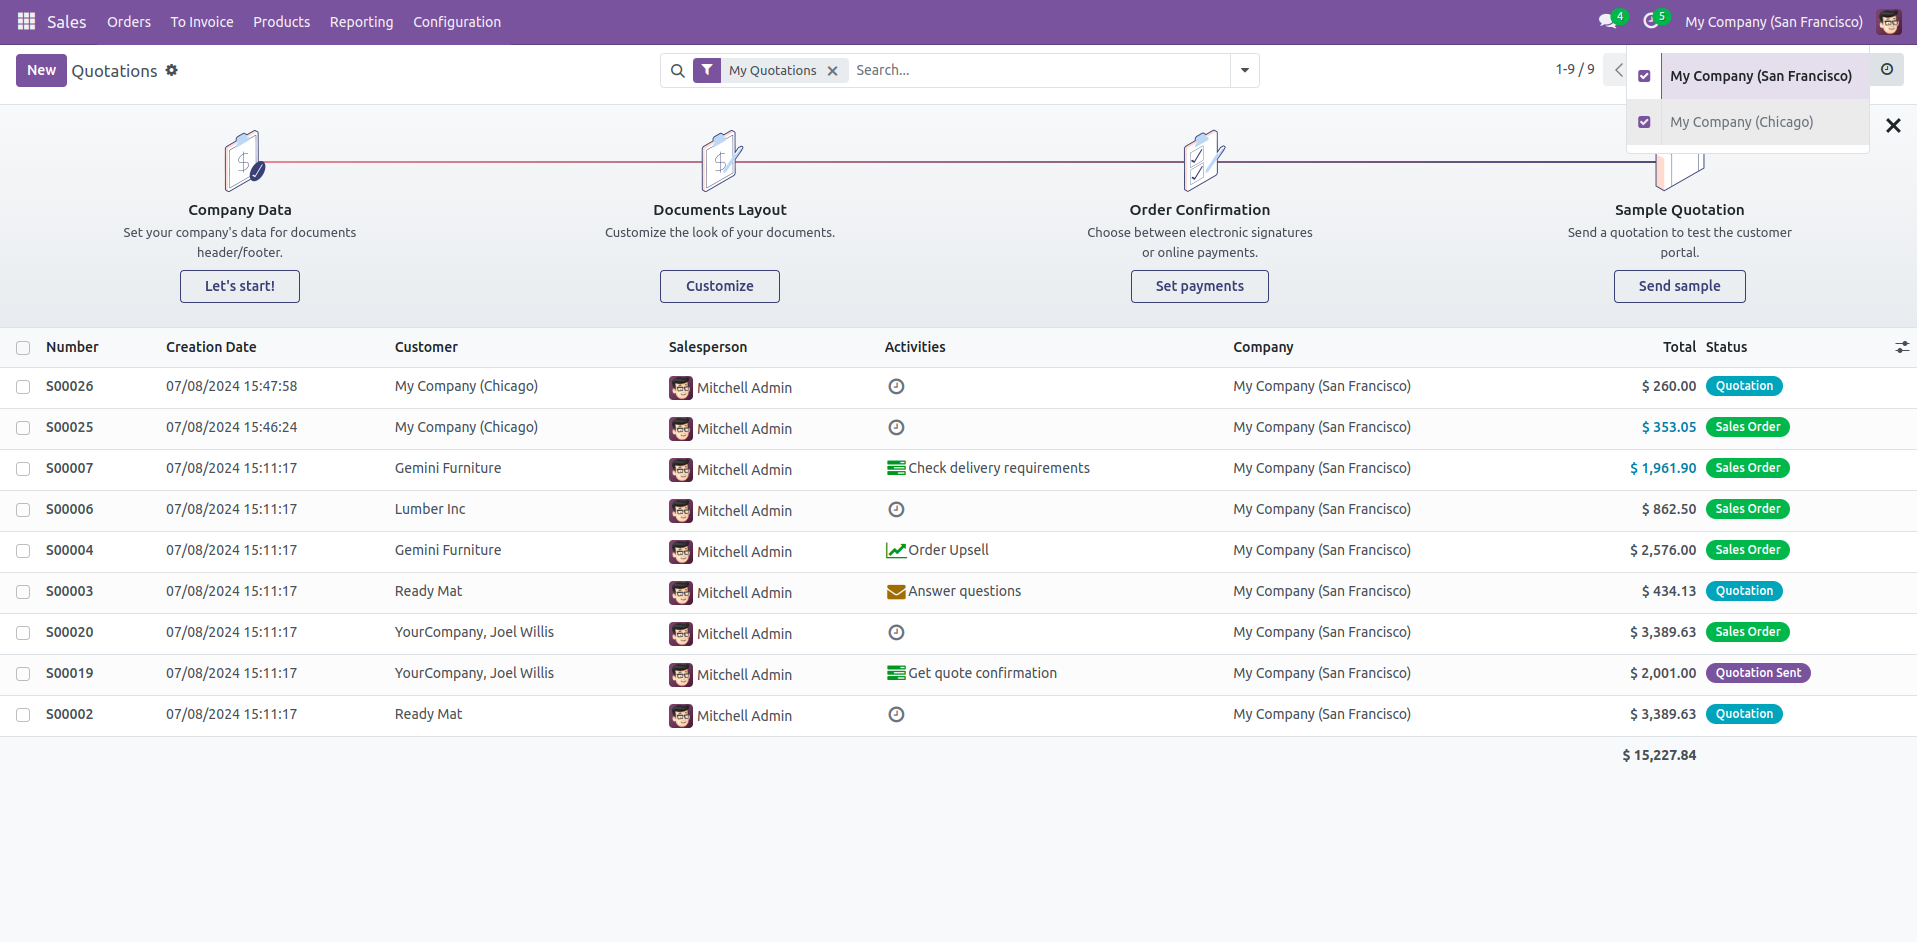 Sales Orders To Invoice Products Reporting Configuration 4 5 My Company (San Francisco)
New Quotations My Quotations Search... 1-9 / 9
My Company (San Francisco)
My Company (Chicago)
Company Data Documents Layout Order Confirmation Sample Quotation
Set your company's data for documents Customize the look of your documents. Choose between electronic signatures Send a quotation to test the customer
header/footer. or online payments. portal.
Let's start! Customize Set payments Send sample
Number Creation Date Customer Salesperson Activities Company Total Status
S00026 07/08/2024 15:47:58 My Company (Chicago) Mitchell Admin My Company (San Francisco) $ 260.00 Quotation
S00025 07/08/2024 15:46:24 My Company (Chicago) Mitchell Admin My Company (San Francisco) $ 353.05 Sales Order
S00007 07/08/2024 15:11:17 Gemini Furniture Mitchell Admin Check delivery requirements My Company (San Francisco) $ 1,961.90 Sales Order
S00006 07/08/2024 15:11:17 Lumber Inc Mitchell Admin My Company (San Francisco) $ 862.50 Sales Order
S00004 07/08/2024 15:11:17 Gemini Furniture Mitchell Admin Order Upsell My Company (San Francisco) $ 2,576.00 Sales Order
S00003 07/08/2024 15:11:17 Ready Mat Mitchell Admin Answer questions My Company (San Francisco) $ 434.13 Quotation
S00020 07/08/2024 15:11:17 YourCompany, Joel Willis Mitchell Admin My Company (San Francisco) $ 3,389.63 Sales Order
S00019 07/08/2024 15:11:17 YourCompany, Joel Willis Mitchell Admin Get quote confirmation My Company (San Francisco) $ 2,001.00 Quotation Sent
S00002 07/08/2024 15:11:17 Ready Mat Mitchell Admin My Company (San Francisco) $ 3,389.63 Quotation
$ 15,227.84